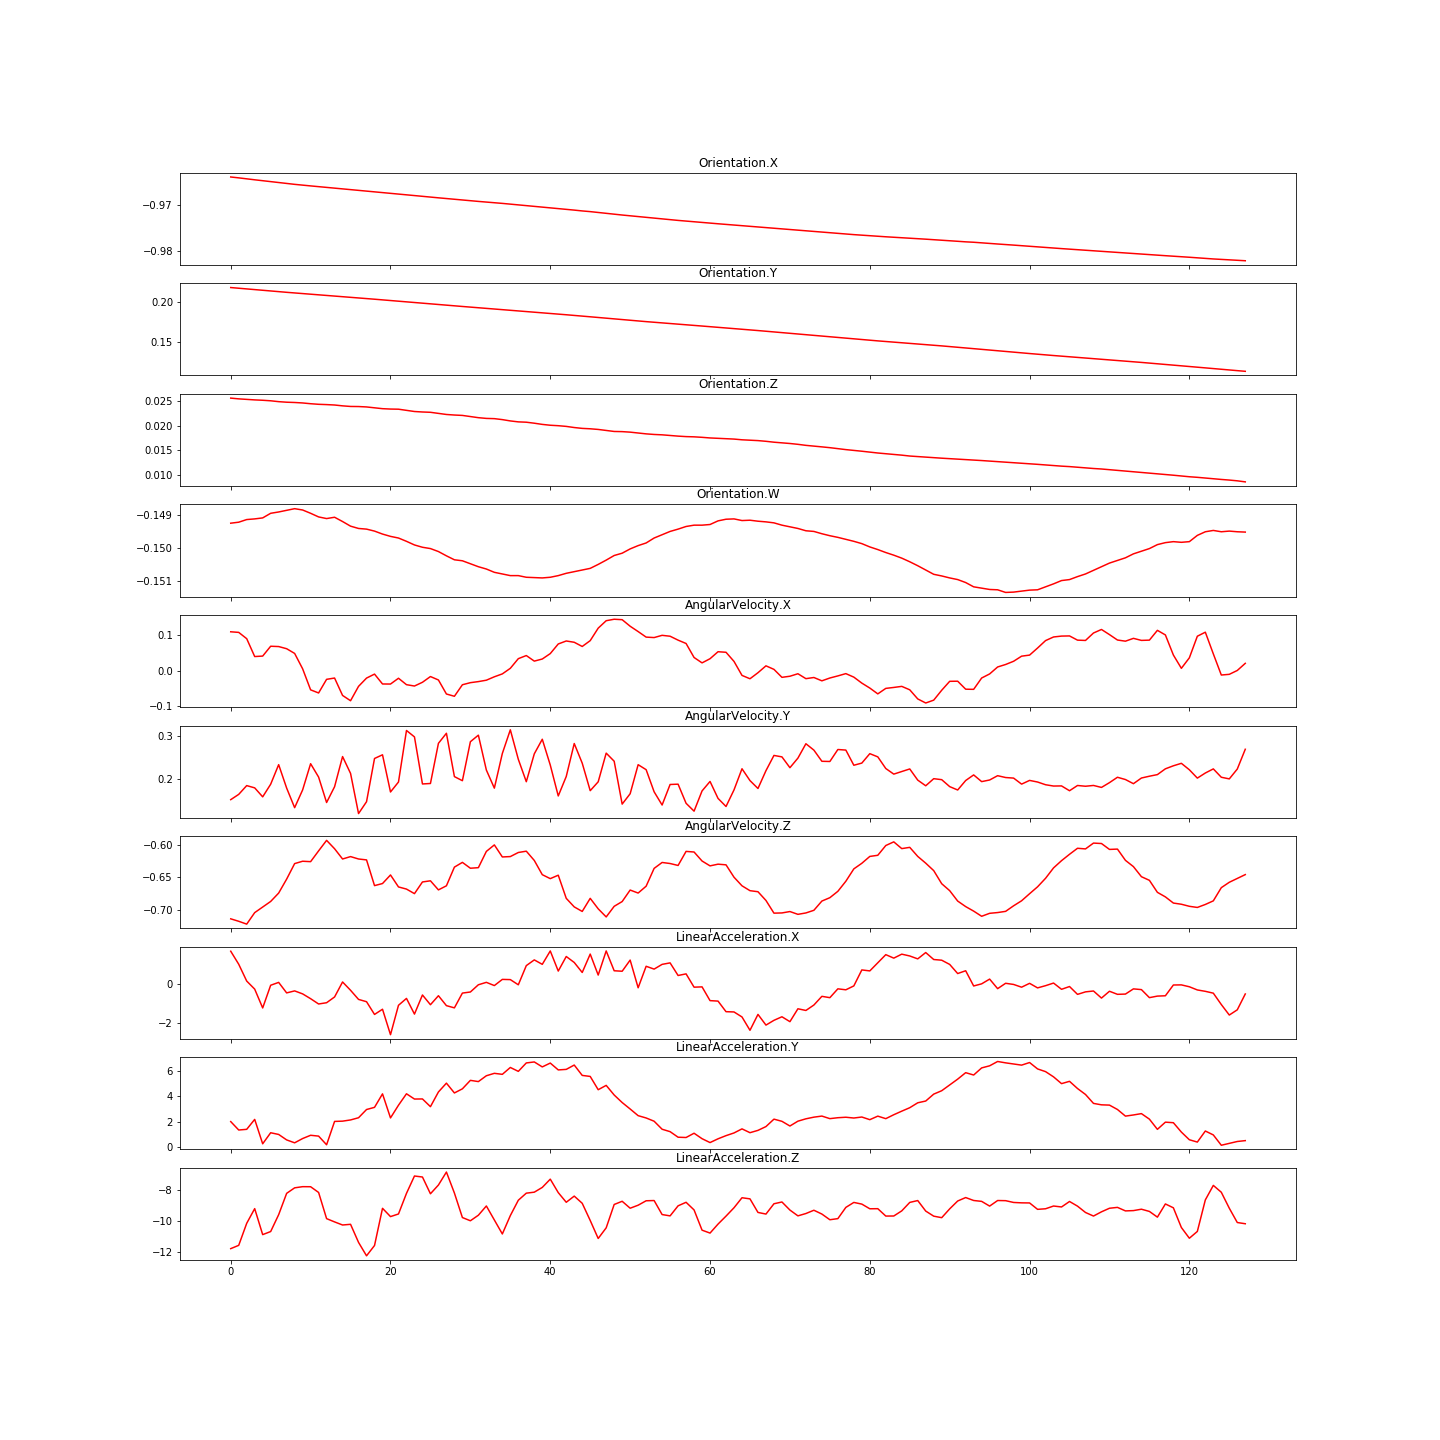 Orientation.X
−0.97
−0.98
Orientation.Y
0.20
0.15
Orientation.Z
0.025
0.020
0.015
0.010
Orientation.W
−0.149
−0.150
−0.151
AngularVelocity.X
0.1
0.0
−0.1
AngularVelocity.Y
0.3
0.2
AngularVelocity.Z
−0.60
−0.65
−0.70
LinearAcceleration.X
0
−2
LinearAcceleration.Y
6
4
2
0
LinearAcceleration.Z
−8
−10
−12
0 20 40 60 80 100 120